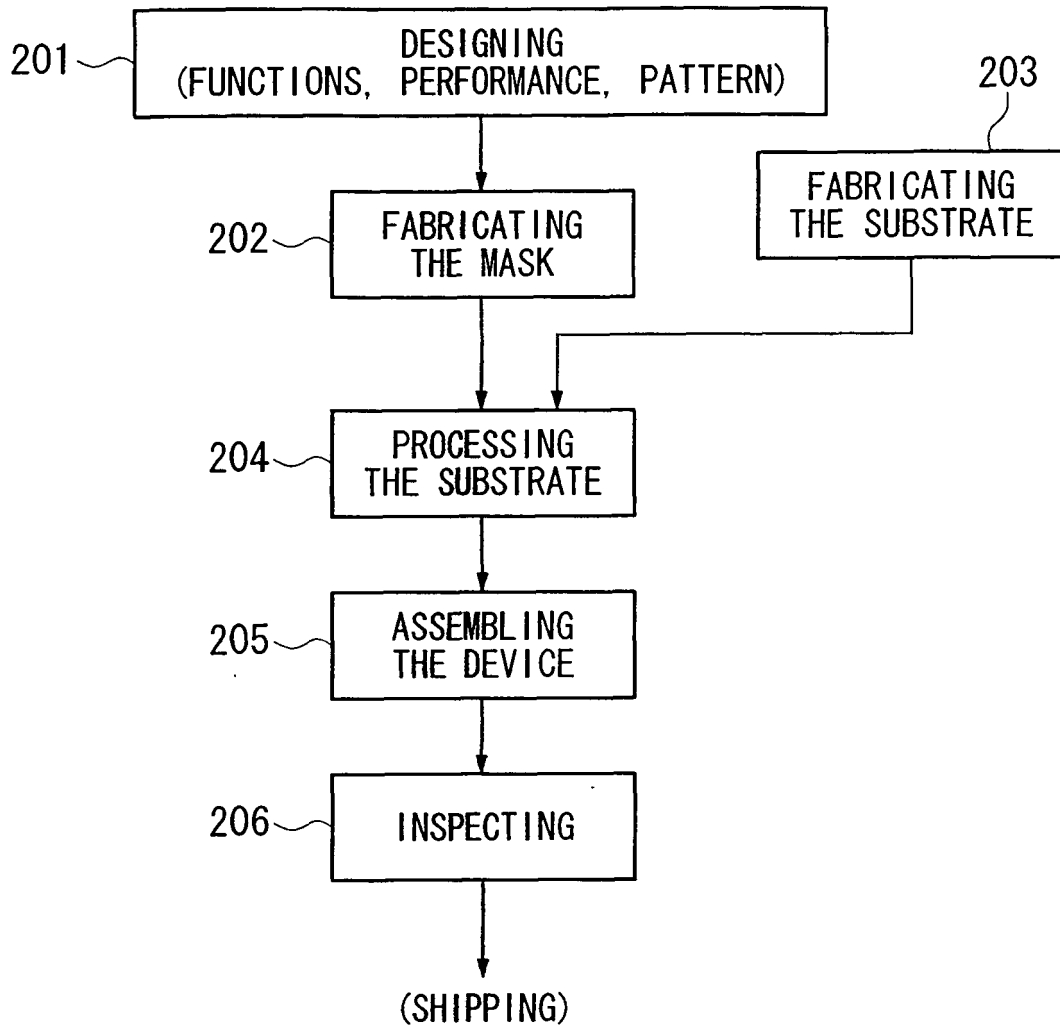 201
DESIGNING
(FUNCTIONS, PERFORMANCE, PATTERN)
203
FABRICATING
THE SUBSTRATE
202
FABRICATING
THE MASK
204
PROCESSING
THE SUBSTRATE
205
ASSEMBLING
THE DEVICE
206
INSPECTING
(SHIPPING)